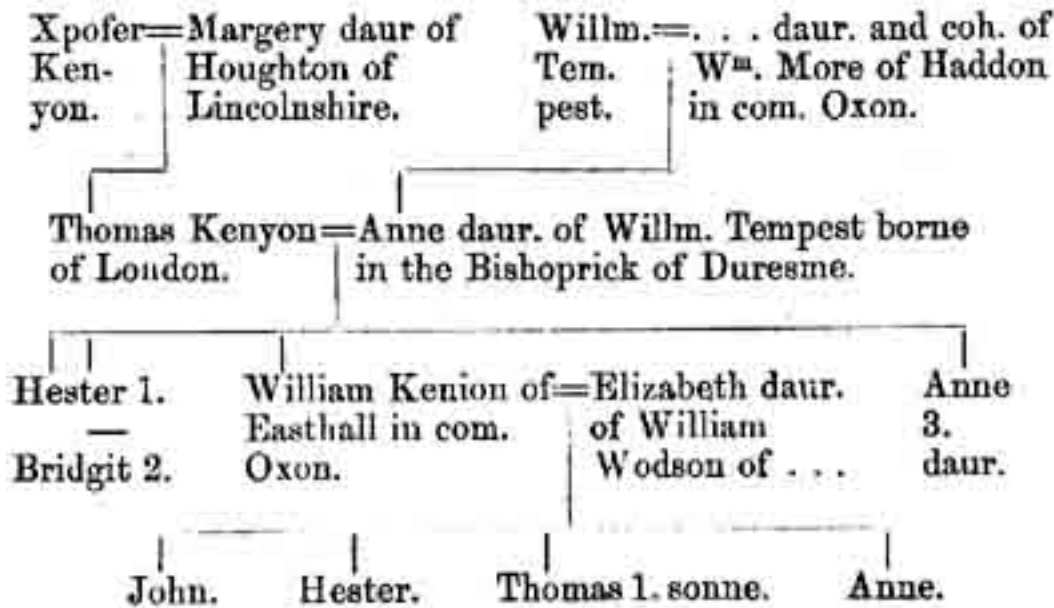 Xpofer=Margery daur of
Ken-
yon.
Houghton of
Lincolnshire.
Willm.=. . . daur. and coh. of
Tem.
pest.
Wm. More of Haddon
in com. Oxon.
Thomas Kenyon=Anne daur. of Willm. Tempest borne
of London.
in the Bishoprick of Duresme.
Hester 1.
—
Bridgit 2.
William Kenion of=Elizabeth daur.
Easthall in com.
Oxon.
of William
Wodson of . . .
Anne
3.
daur.
John.
Hester.
Thomas 1. sonne.
Anne.